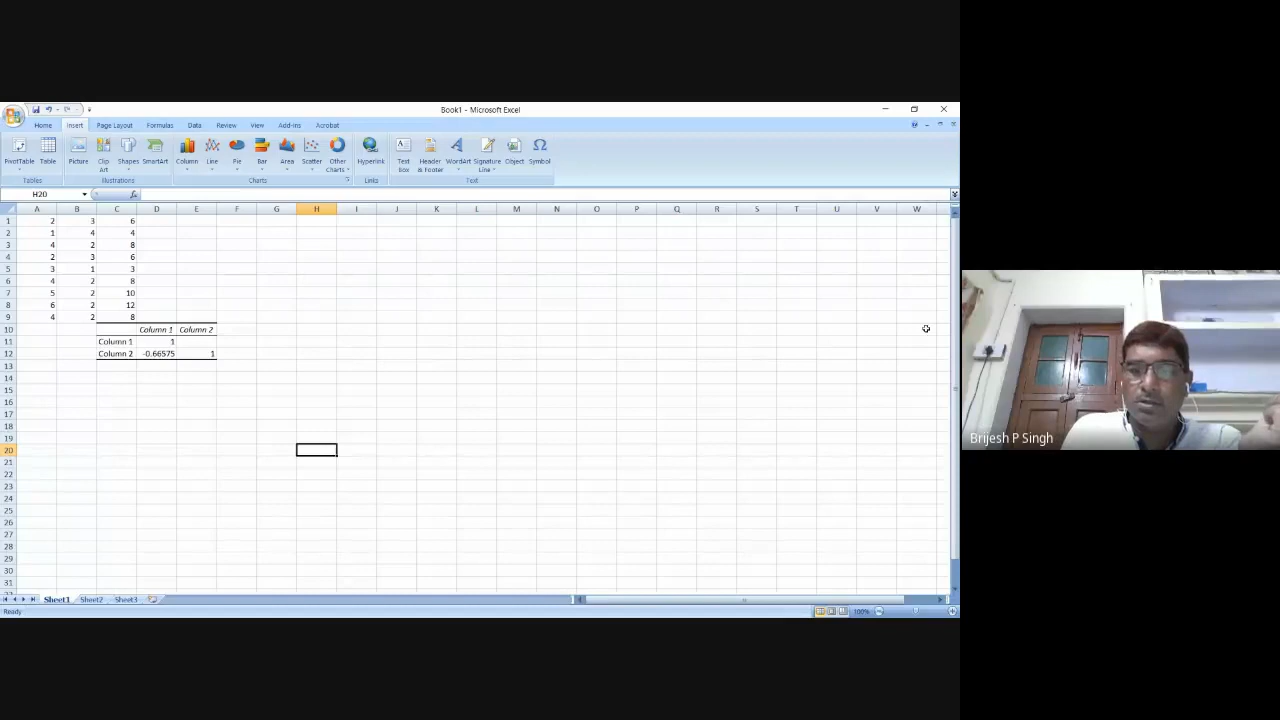 Book1 - Microsoft Excel
Home Insert Page Layout Formulas Data Review View Add-Ins Acrobat
PivotTable Table Picture Clip Art Shapes SmartArt Column Line Pie Bar Area Scatter Other Charts Hyperlink Text Box Header & Footer WordArt Signature Line Object Symbol
Tables Illustrations Charts Links Text
H20 fx
A B C D E F G H I J K L M N O P Q R S T U V W
1 2 3 6
2 1 4 4
3 4 2 8
4 2 3 6
5 3 1 3
6 4 2 8
7 5 2 10
8 6 2 12
9 4 2 8
10 Column 1 Column 2
11 Column 1 1
12 Column 2 -0.66575 1
13
14
15
16
17
18
19
20
21
22
23
24
25
26
27
28
29
30
31
Sheet1 Sheet2 Sheet3
Ready 100%
Brijesh P Singh